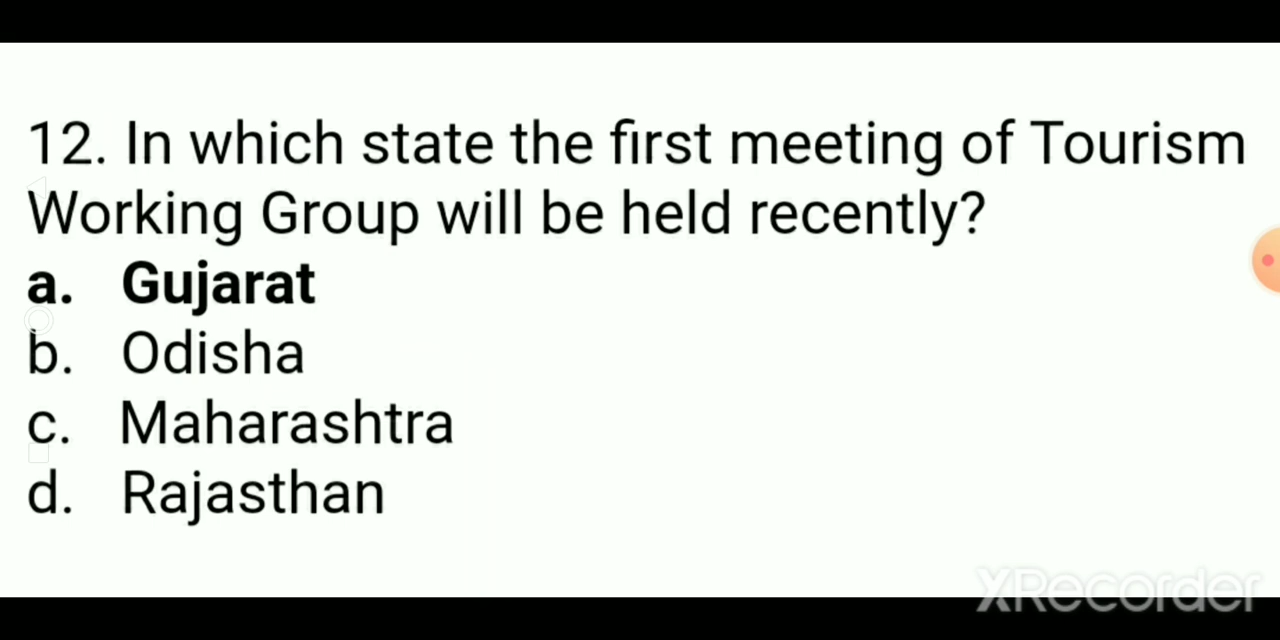 12. In which state the first meeting of Tourism
Working Group will be held recently?
a. Gujarat
b. Odisha
c. Maharashtra
d. Rajasthan
XRecorder